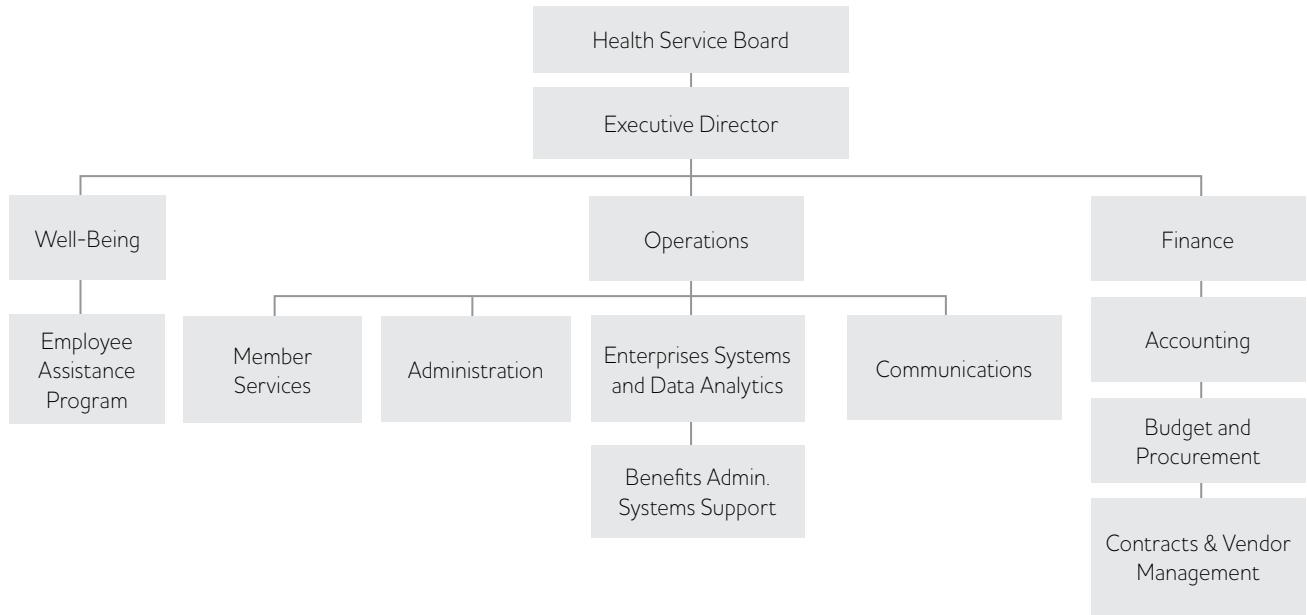 Health Service Board
Executive Director
Well-Being
Operations
Finance
Employee
Assistance
Program
Member
Services
Administration
Enterprises Systems
and Data Analytics
Communications
Accounting
Benefits Admin.
Systems Support
Budget and
Procurement
Contracts & Vendor
Management